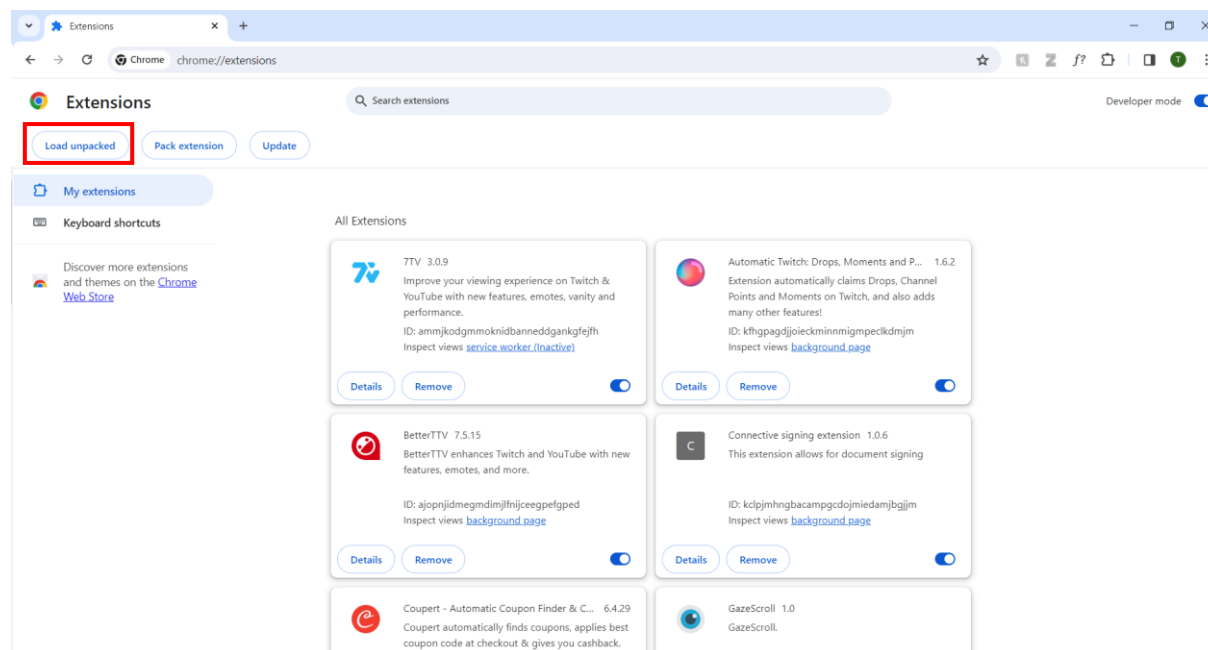 Extensions
Chrome chrome://extensions
f?
T
Extensions
Search extensions
Developer mode
Load unpacked
Pack extension
Update
My extensions
Keyboard shortcuts
Discover more extensions
and themes on the Chrome
Web Store
All Extensions
7TV 3.0.9
Improve your viewing experience on Twitch &
YouTube with new features, emotes, vanity and
performance.
ID: ammjkodgmmoknidbanneddgankgfejfh
Inspect views service worker (Inactive)
Details
Remove
Automatic Twitch: Drops, Moments and P... 1.6.2
Extension automatically claims Drops, Channel
Points and Moments on Twitch, and also adds
many other features!
ID: kfhgpagdjjoieckminnmigmpeclkdmjm
Inspect views background page
Details
Remove
BetterTTV 7.5.15
BetterTTV enhances Twitch and YouTube with new
features, emotes, and more.
ID: ajopnjidmegmdimjlfnijceegpefgped
Inspect views background page
Details
Remove
C
Connective signing extension 1.0.6
This extension allows for document signing
ID: kclpjmhngbacampgcdojmiedamjbgjjm
Inspect views background page
Details
Remove
Coupert - Automatic Coupon Finder & C... 6.4.29
Coupert automatically finds coupons, applies best
coupon code at checkout & gives you cashback.
GazeScroll 1.0
GazeScroll.